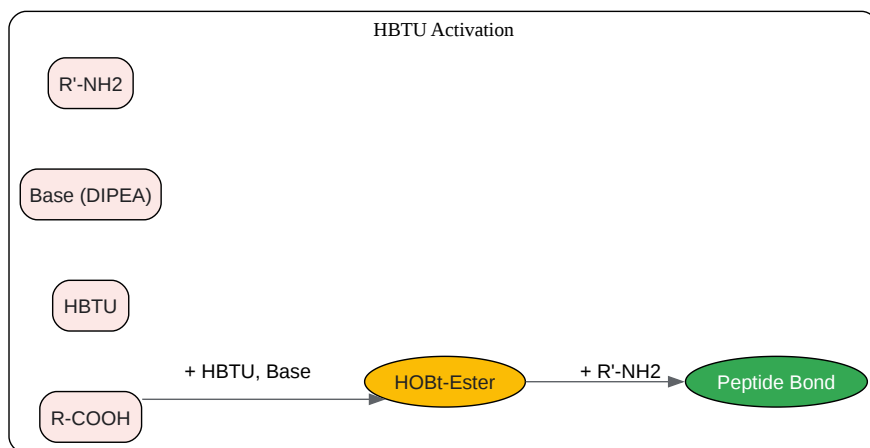 HBTU Activation
R'-NH2
Base (DIPEA)
HBTU
+ HBTU, Base
HOBt-Ester
+ R'-NH2
Peptide Bond
R-COOH